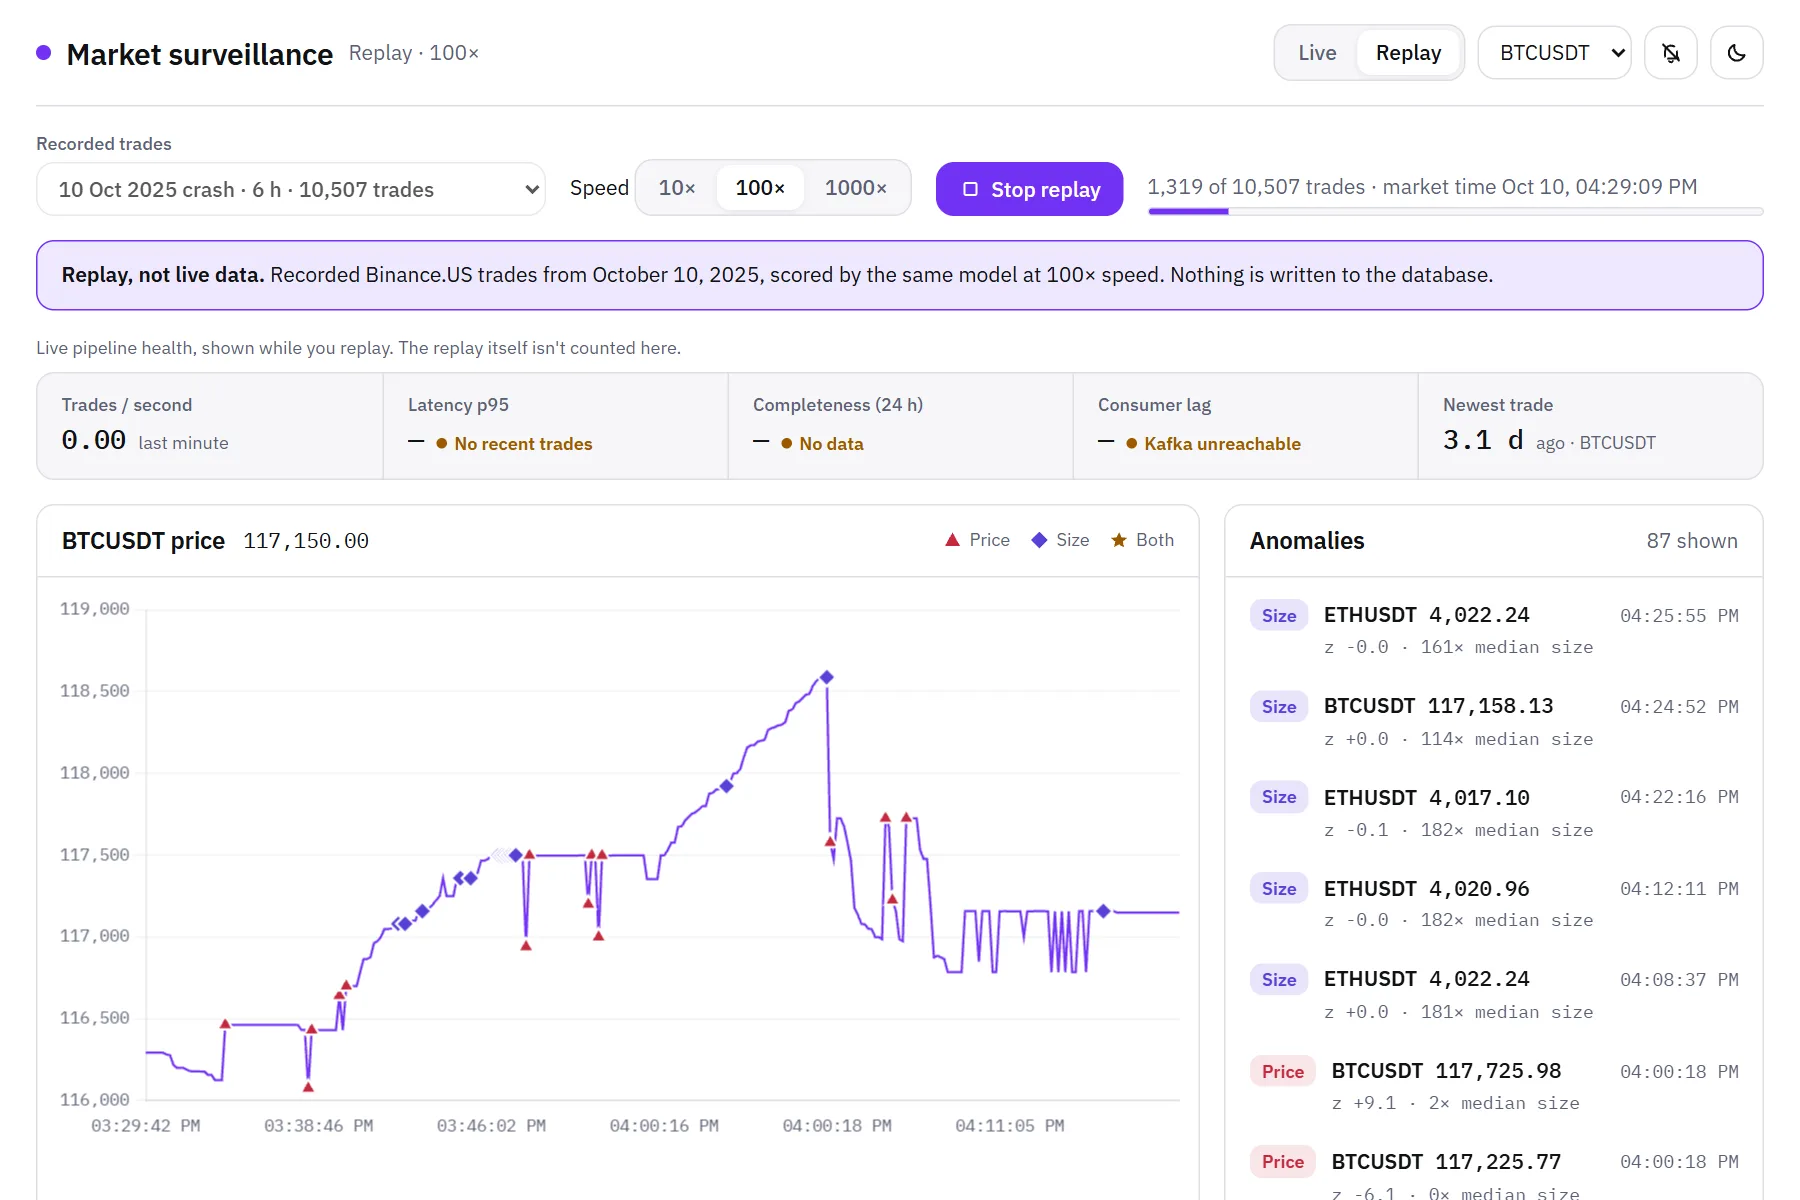 Market surveillance Replay · 100×
Live Replay BTCUSDT
Recorded trades
10 Oct 2025 crash · 6 h · 10,507 trades
Speed 10× 100× 1000×
Stop replay
1,319 of 10,507 trades · market time Oct 10, 04:29:09 PM
Replay, not live data. Recorded Binance.US trades from October 10, 2025, scored by the same model at 100× speed. Nothing is written to the database.
Live pipeline health, shown while you replay. The replay itself isn't counted here.
Trades / second
0.00 last minute
Latency p95
— No recent trades
Completeness (24 h)
— No data
Consumer lag
— Kafka unreachable
Newest trade
3.1 d ago · BTCUSDT
BTCUSDT price 117,150.00
Price Size Both
119,000
118,500
118,000
117,500
117,000
116,500
116,000
03:29:42 PM 03:38:46 PM 03:46:02 PM 04:00:16 PM 04:00:18 PM 04:11:05 PM
Anomalies 87 shown
Size ETHUSDT 4,022.24 04:25:55 PM
z -0.0 · 161× median size
Size BTCUSDT 117,158.13 04:24:52 PM
z +0.0 · 114× median size
Size ETHUSDT 4,017.10 04:22:16 PM
z -0.1 · 182× median size
Size ETHUSDT 4,020.96 04:12:11 PM
z -0.0 · 182× median size
Size ETHUSDT 4,022.24 04:08:37 PM
z +0.0 · 181× median size
Price BTCUSDT 117,725.98 04:00:18 PM
z +9.1 · 2× median size
Price BTCUSDT 117,225.77 04:00:18 PM
z -6.1 · 0× median size